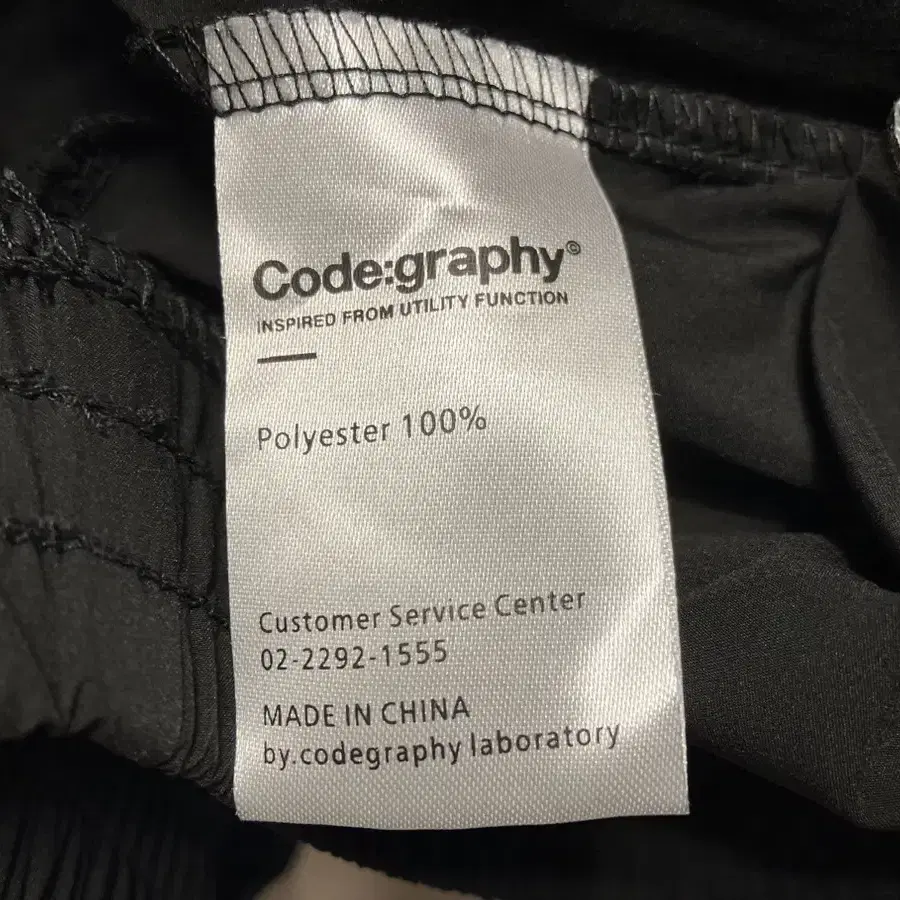 Code:graphy©
INSPIRED FROM UTILITY FUNCTION
Polyester 100%
Customer Service Center
02-2292-1555
MADE IN CHINA
by.codegraphy laboratory